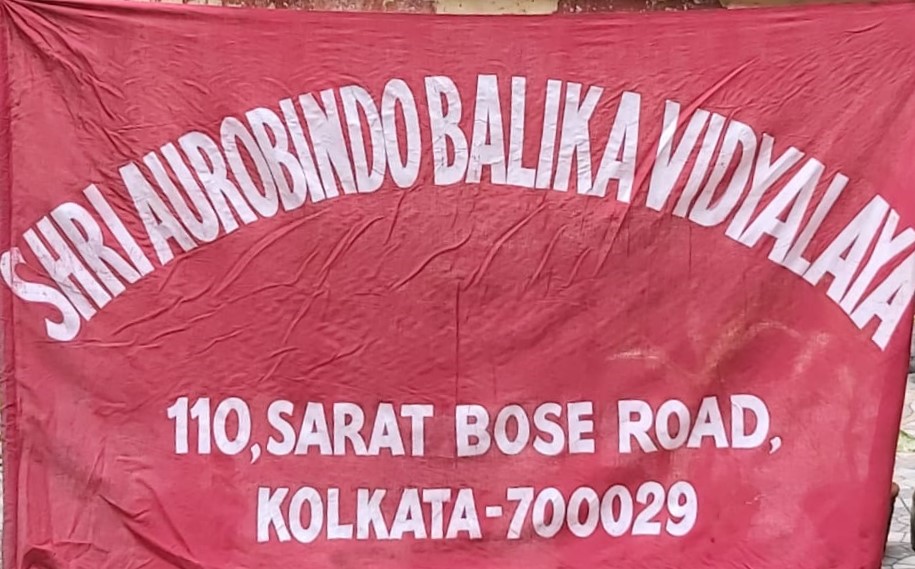 SHRI AUROBINDO BALIKA VIDYALAYA
110,SARAT BOSE ROAD,
KOLKATA-700029